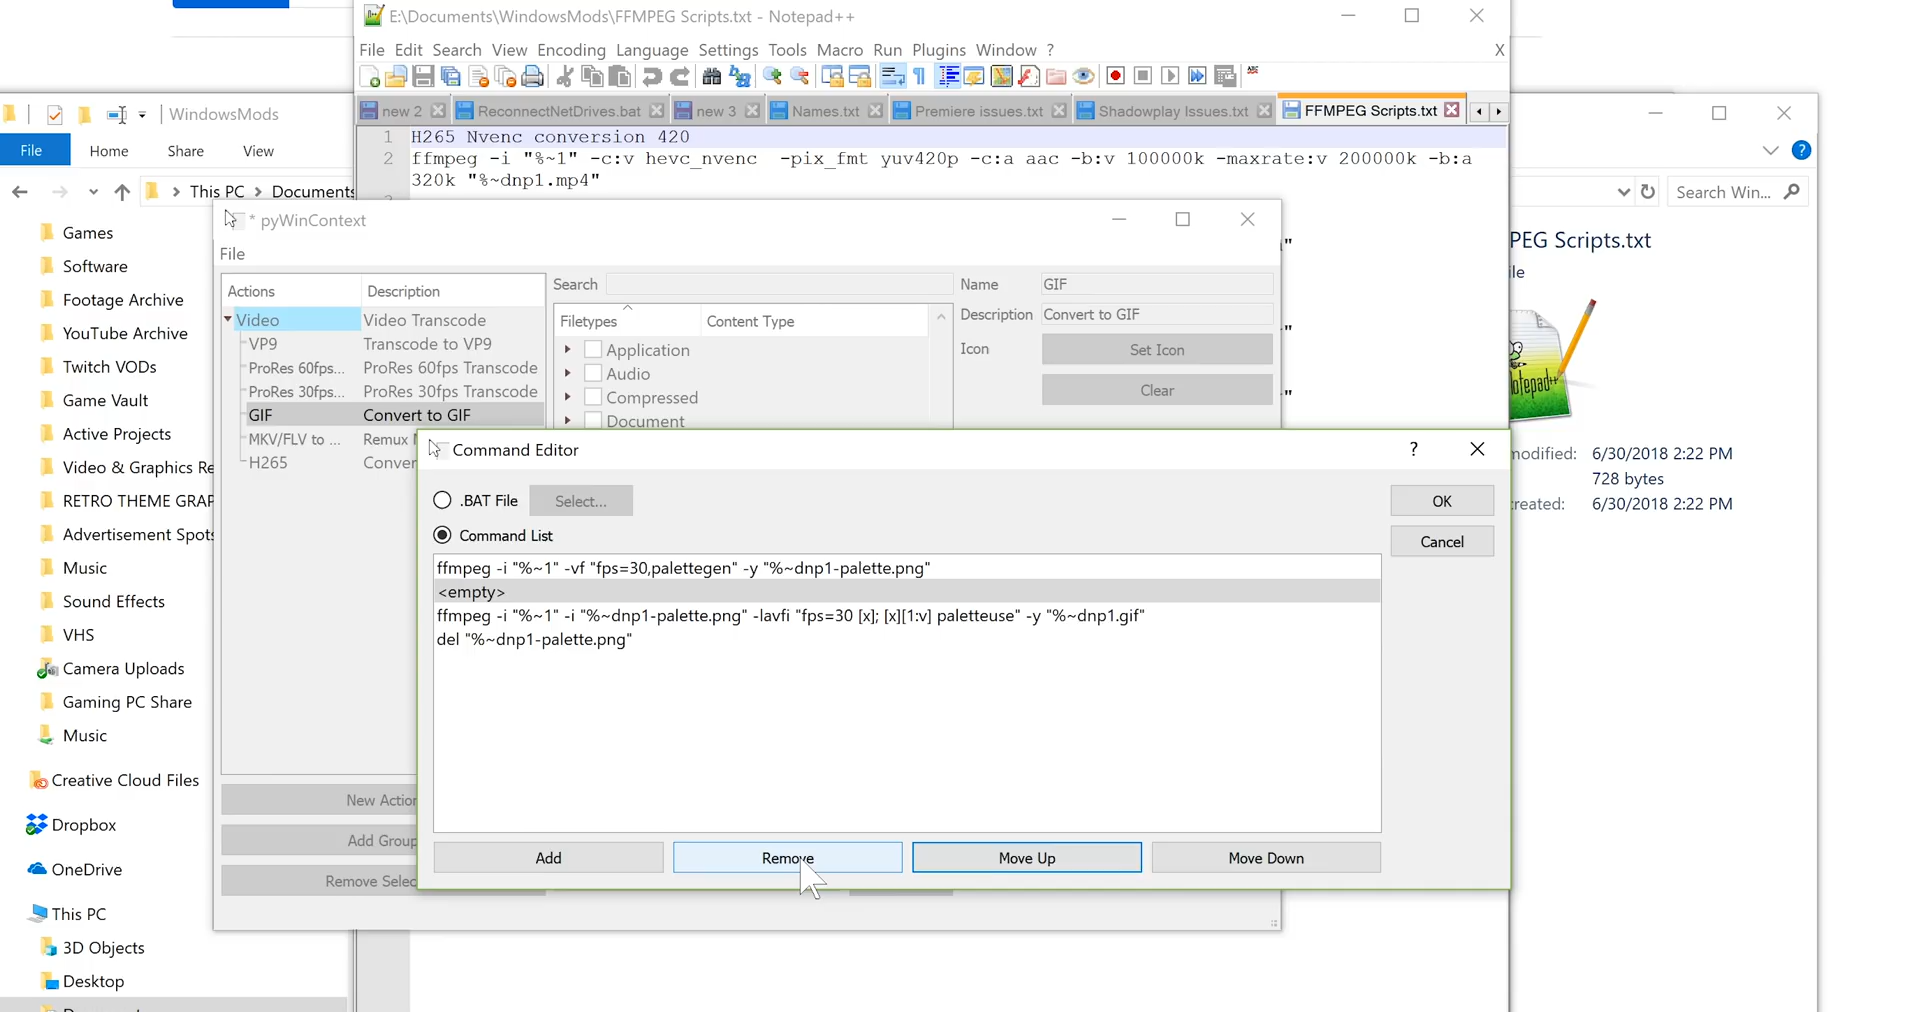 E:\Documents\WindowsMods\FFMPEG Scripts.txt - Notepad++
File Edit Search View Encoding Language Settings Tools Macro Run Plugins Window ? X
new 2 ReconnectNetDrives.bat new 3 Names.txt Premiere issues.txt Shadowplay Issues.txt FFMPEG Scripts.txt
1 H265 Nvenc conversion 420
2 ffmpeg -i "%~1" -c:v hevc_nvenc  -pix_fmt yuv420p -c:a aac -b:v 100000k -maxrate:v 200000k -b:a
320k "%~dnp1.mp4"
WindowsMods
File Home Share View
This PC > Documents
Search Win...
Games
Software
Footage Archive
YouTube Archive
Twitch VODs
Game Vault
Active Projects
Video & Graphics Re
RETRO THEME GRAP
Advertisement Spots
Music
Sound Effects
VHS
Camera Uploads
Gaming PC Share
Music
Creative Cloud Files
Dropbox
OneDrive
This PC
3D Objects
Desktop
* pyWinContext
File
Actions Description
Video Video Transcode
VP9 Transcode to VP9
ProRes 60fps... ProRes 60fps Transcode
ProRes 30fps... ProRes 30fps Transcode
GIF Convert to GIF
MKV/FLV to ... Remux
H265 Conver
New Action
Add Group
Remove Selec
Search
Filetypes Content Type
Application
Audio
Compressed
Document
Name GIF
Description Convert to GIF
Icon Set Icon
Clear
Command Editor
?
.BAT File Select...
Command List
ffmpeg -i "%~1" -vf "fps=30,palettegen" -y "%~dnp1-palette.png"
<empty>
ffmpeg -i "%~1" -i "%~dnp1-palette.png" -lavfi "fps=30 [x]; [x][1:v] paletteuse" -y "%~dnp1.gif"
del "%~dnp1-palette.png"
OK
Cancel
Add Remove Move Up Move Down
PEG Scripts.txt
ile
Notepad++
modified: 6/30/2018 2:22 PM
728 bytes
reated: 6/30/2018 2:22 PM